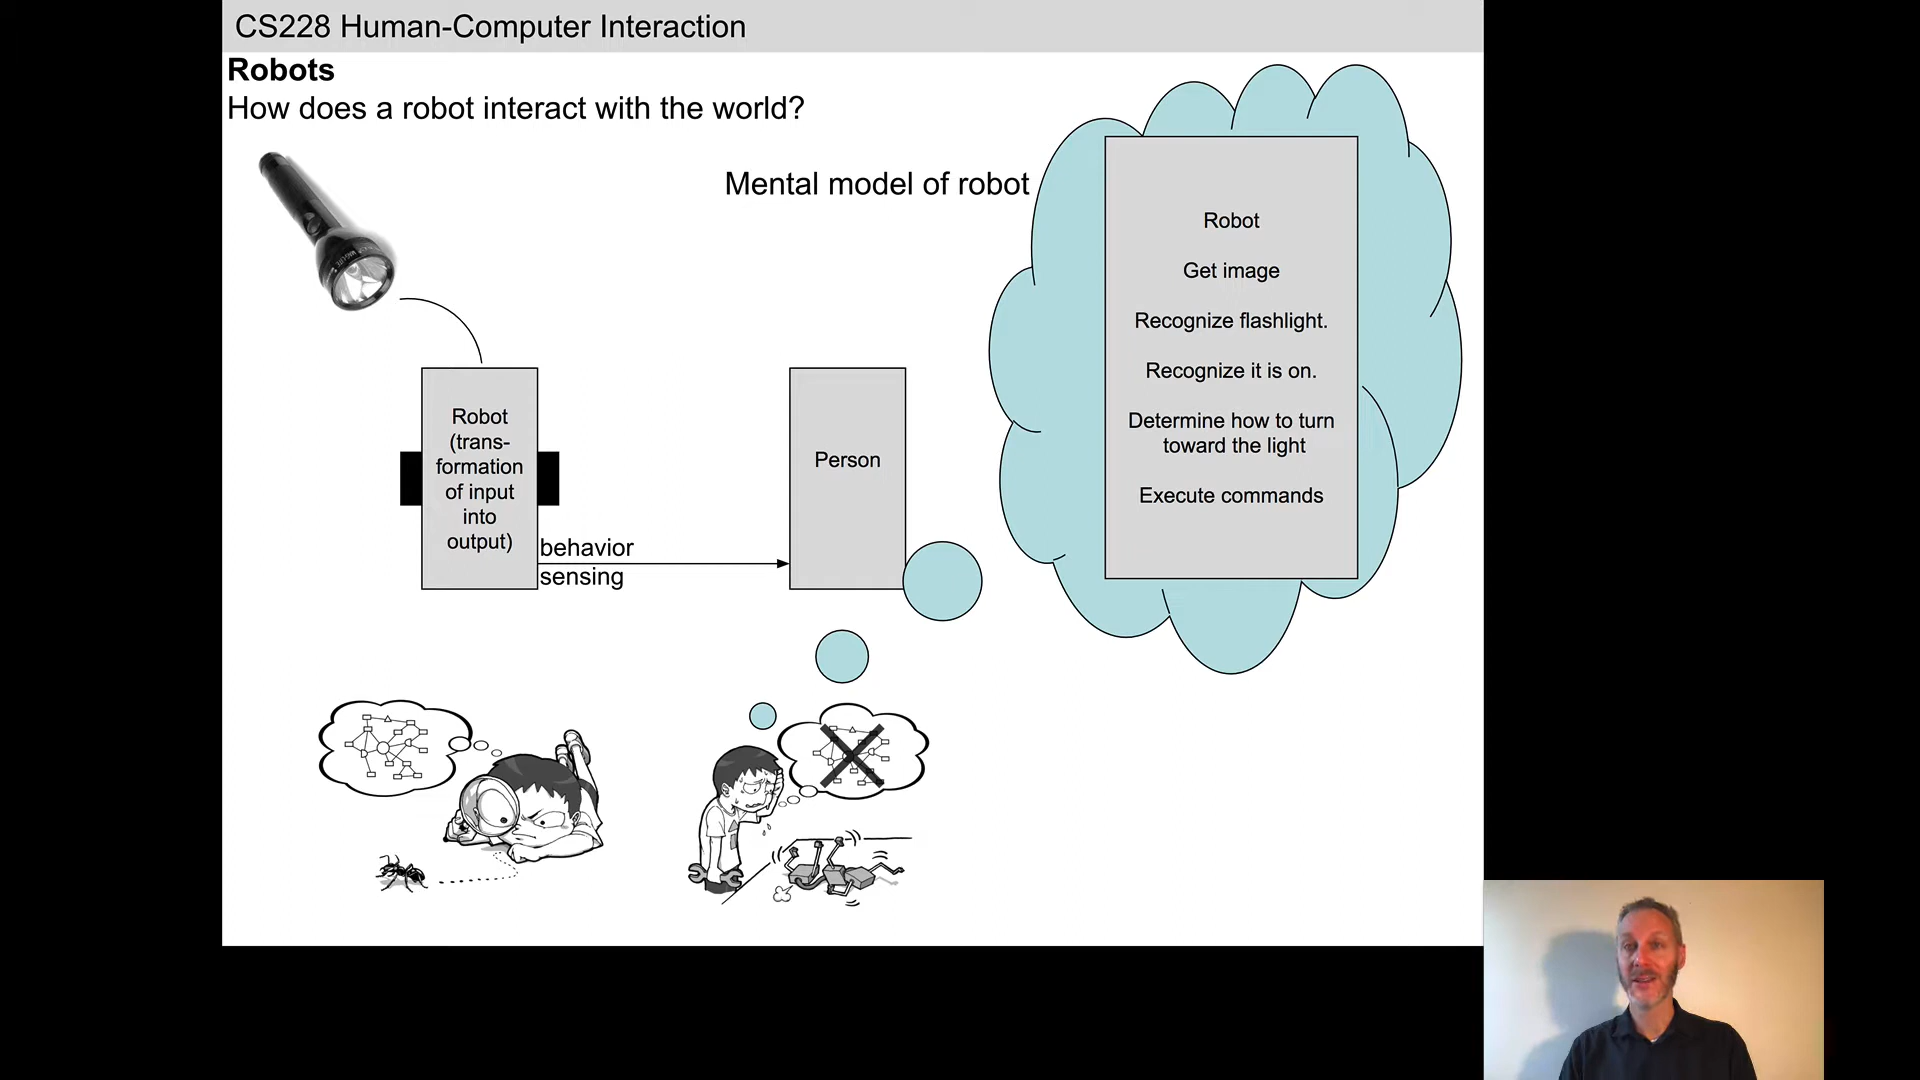 CS228 Human-Computer Interaction
Robots
How does a robot interact with the world?
Mental model of robot
Robot
Get image
Recognize flashlight.
Recognize it is on.
Determine how to turn
toward the light
Execute commands
Robot
(trans-
formation
of input
into
output)
behavior
sensing
Person